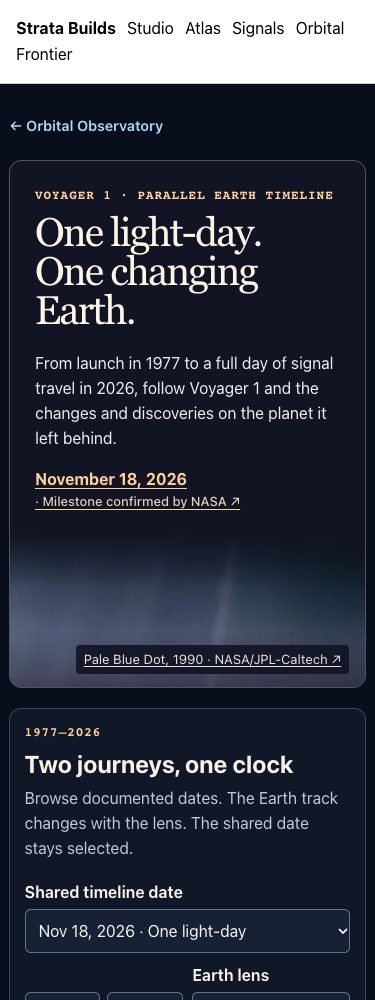 Strata Builds Studio Atlas Signals Orbital
Frontier
← Orbital Observatory
VOYAGER 1 · PARALLEL EARTH TIMELINE
One light-day.
One changing
Earth.
From launch in 1977 to a full day of signal
travel in 2026, follow Voyager 1 and the
changes and discoveries on the planet it
left behind.
November 18, 2026
· Milestone confirmed by NASA ↗
Pale Blue Dot, 1990 · NASA/JPL-Caltech ↗
1977—2026
Two journeys, one clock
Browse documented dates. The Earth track
changes with the lens. The shared date
stays selected.
Shared timeline date
Nov 18, 2026 · One light-day
Earth lens